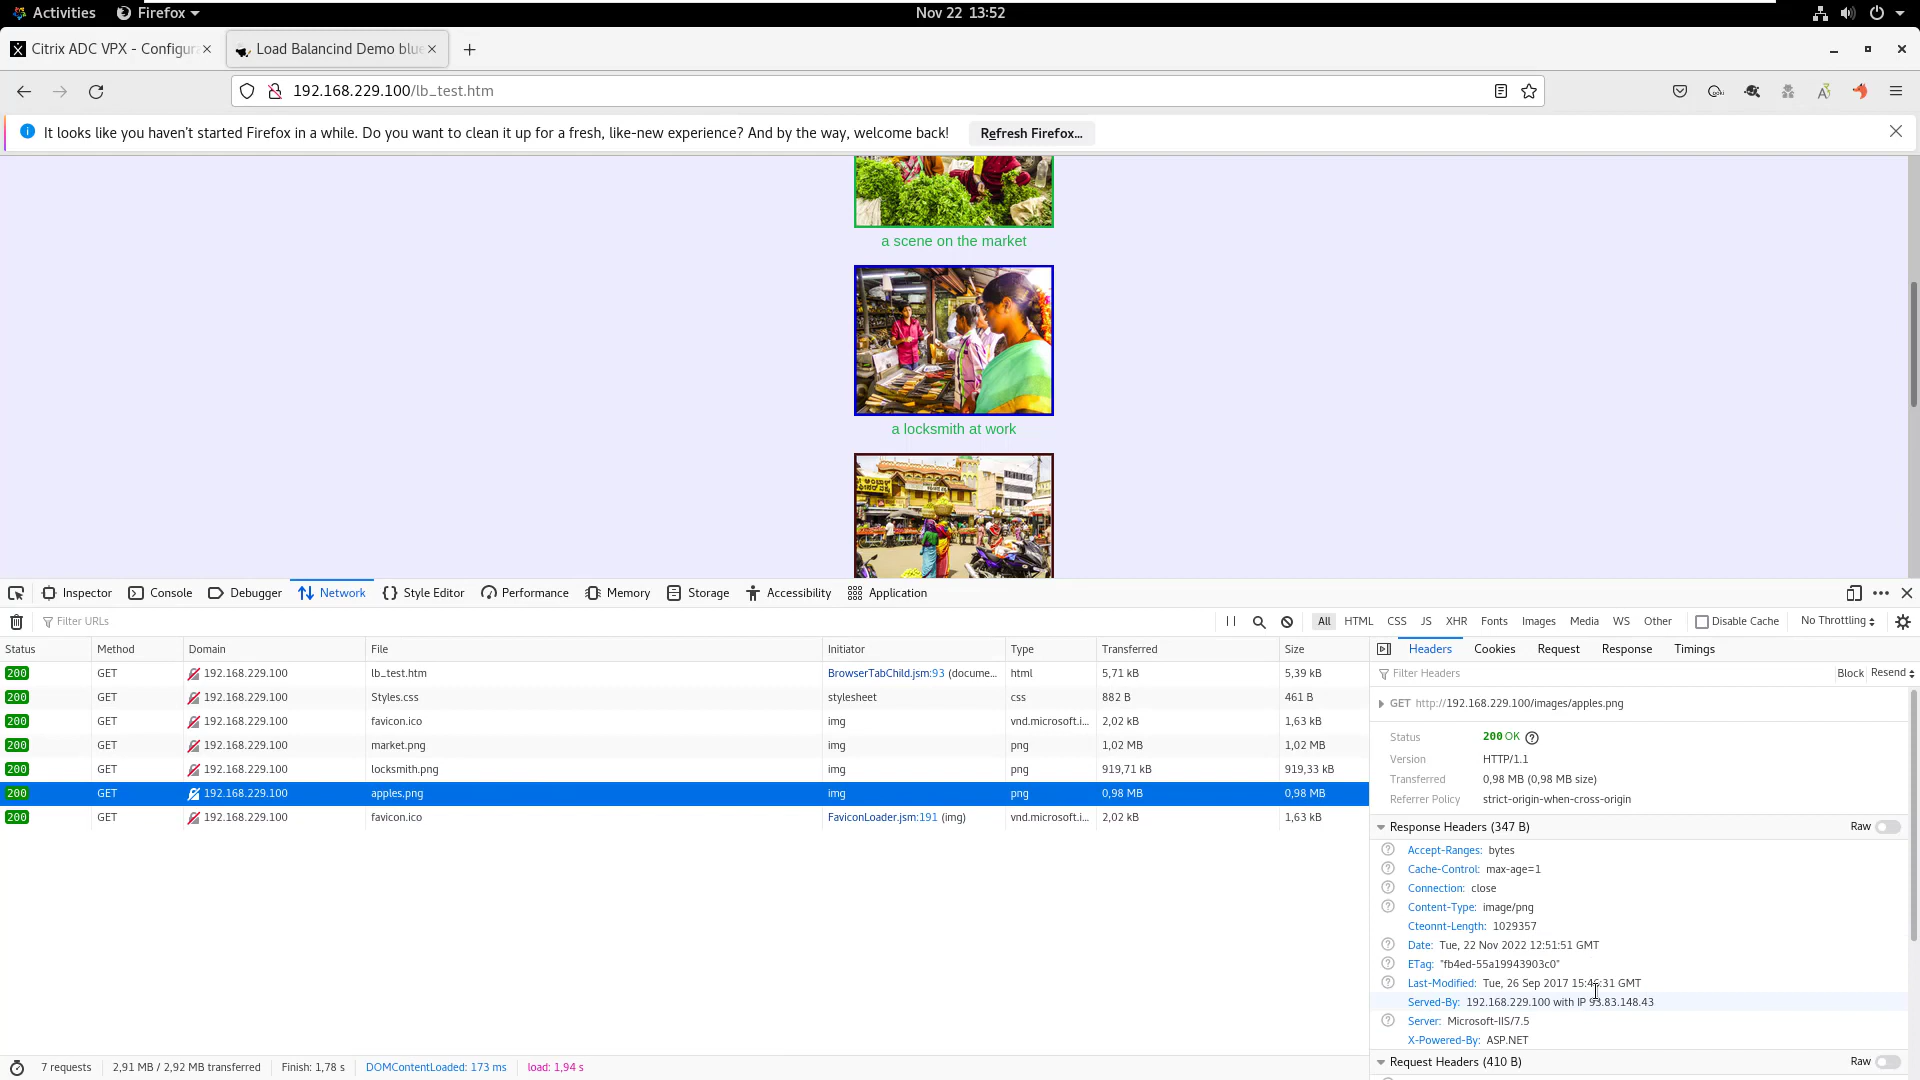 Activities Firefox Nov 22 13:52
Citrix ADC VPX - Configura Load Balancind Demo blue
192.168.229.100/lb_test.htm
It looks like you haven't started Firefox in a while. Do you want to clean it up for a fresh, like-new experience? And by the way, welcome back! Refresh Firefox...
a scene on the market
a locksmith at work
Inspector Console Debugger Network Style Editor Performance Memory Storage Accessibility Application
Filter URLs All HTML CSS JS XHR Fonts Images Media WS Other Disable Cache No Throttling
Status Method Domain File Initiator Type Transferred Size
200 GET 192.168.229.100 lb_test.htm BrowserTabChild.jsm:93 (docume... html 5,71 kB 5,39 kB
200 GET 192.168.229.100 Styles.css stylesheet css 882 B 461 B
200 GET 192.168.229.100 favicon.ico img vnd.microsoft.i... 2,02 kB 1,63 kB
200 GET 192.168.229.100 market.png img png 1,02 MB 1,02 MB
200 GET 192.168.229.100 locksmith.png img png 919,71 kB 919,33 kB
200 GET 192.168.229.100 apples.png img png 0,98 MB 0,98 MB
200 GET 192.168.229.100 favicon.ico FaviconLoader.jsm:191 (img) vnd.microsoft.i... 2,02 kB 1,63 kB
Headers Cookies Request Response Timings
Filter Headers Block Resend
GET http://192.168.229.100/images/apples.png
Status 200 OK
Version HTTP/1.1
Transferred 0,98 MB (0,98 MB size)
Referrer Policy strict-origin-when-cross-origin
Response Headers (347 B) Raw
Accept-Ranges: bytes
Cache-Control: max-age=1
Connection: close
Content-Type: image/png
Cteonnt-Length: 1029357
Date: Tue, 22 Nov 2022 12:51:51 GMT
ETag: "fb4ed-55a19943903c0"
Last-Modified: Tue, 26 Sep 2017 15:46:31 GMT
Served-By: 192.168.229.100 with IP 93.83.148.43
Server: Microsoft-IIS/7.5
X-Powered-By: ASP.NET
Request Headers (410 B) Raw
7 requests 2,91 MB / 2,92 MB transferred Finish: 1,78 s DOMContentLoaded: 173 ms load: 1,94 s